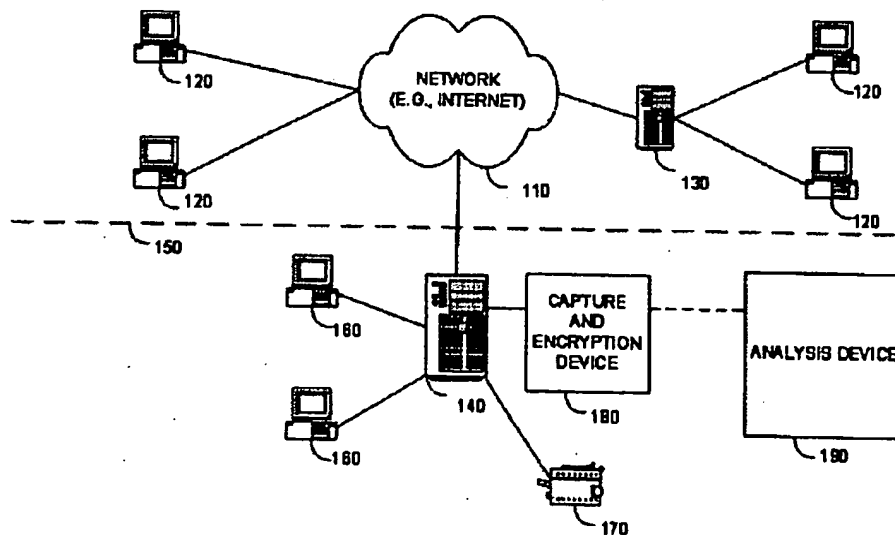 120
NETWORK
(E.G., INTERNET)
120
120
130
110
120
150
160
CAPTURE
AND
ENCRYPTION
DEVICE
ANALYSIS DEVICE
140
180
160
190
170